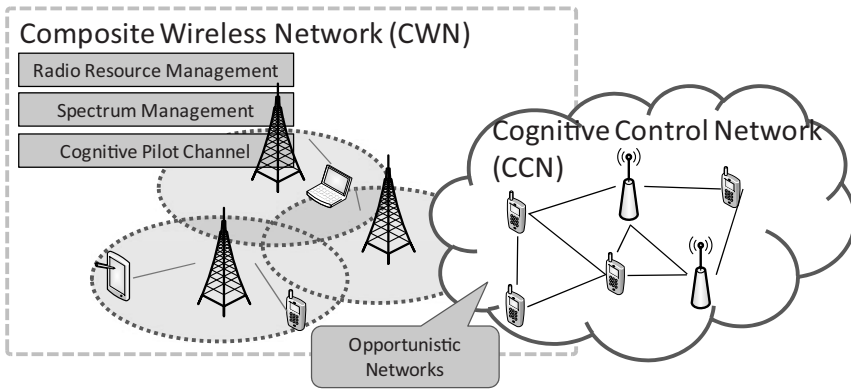 Composite Wireless Network (CWN)
Radio Resource Management
Spectrum Management
Cognitive Pilot Channel
Cognitive Control Network
(CCN)
Opportunistic
Networks